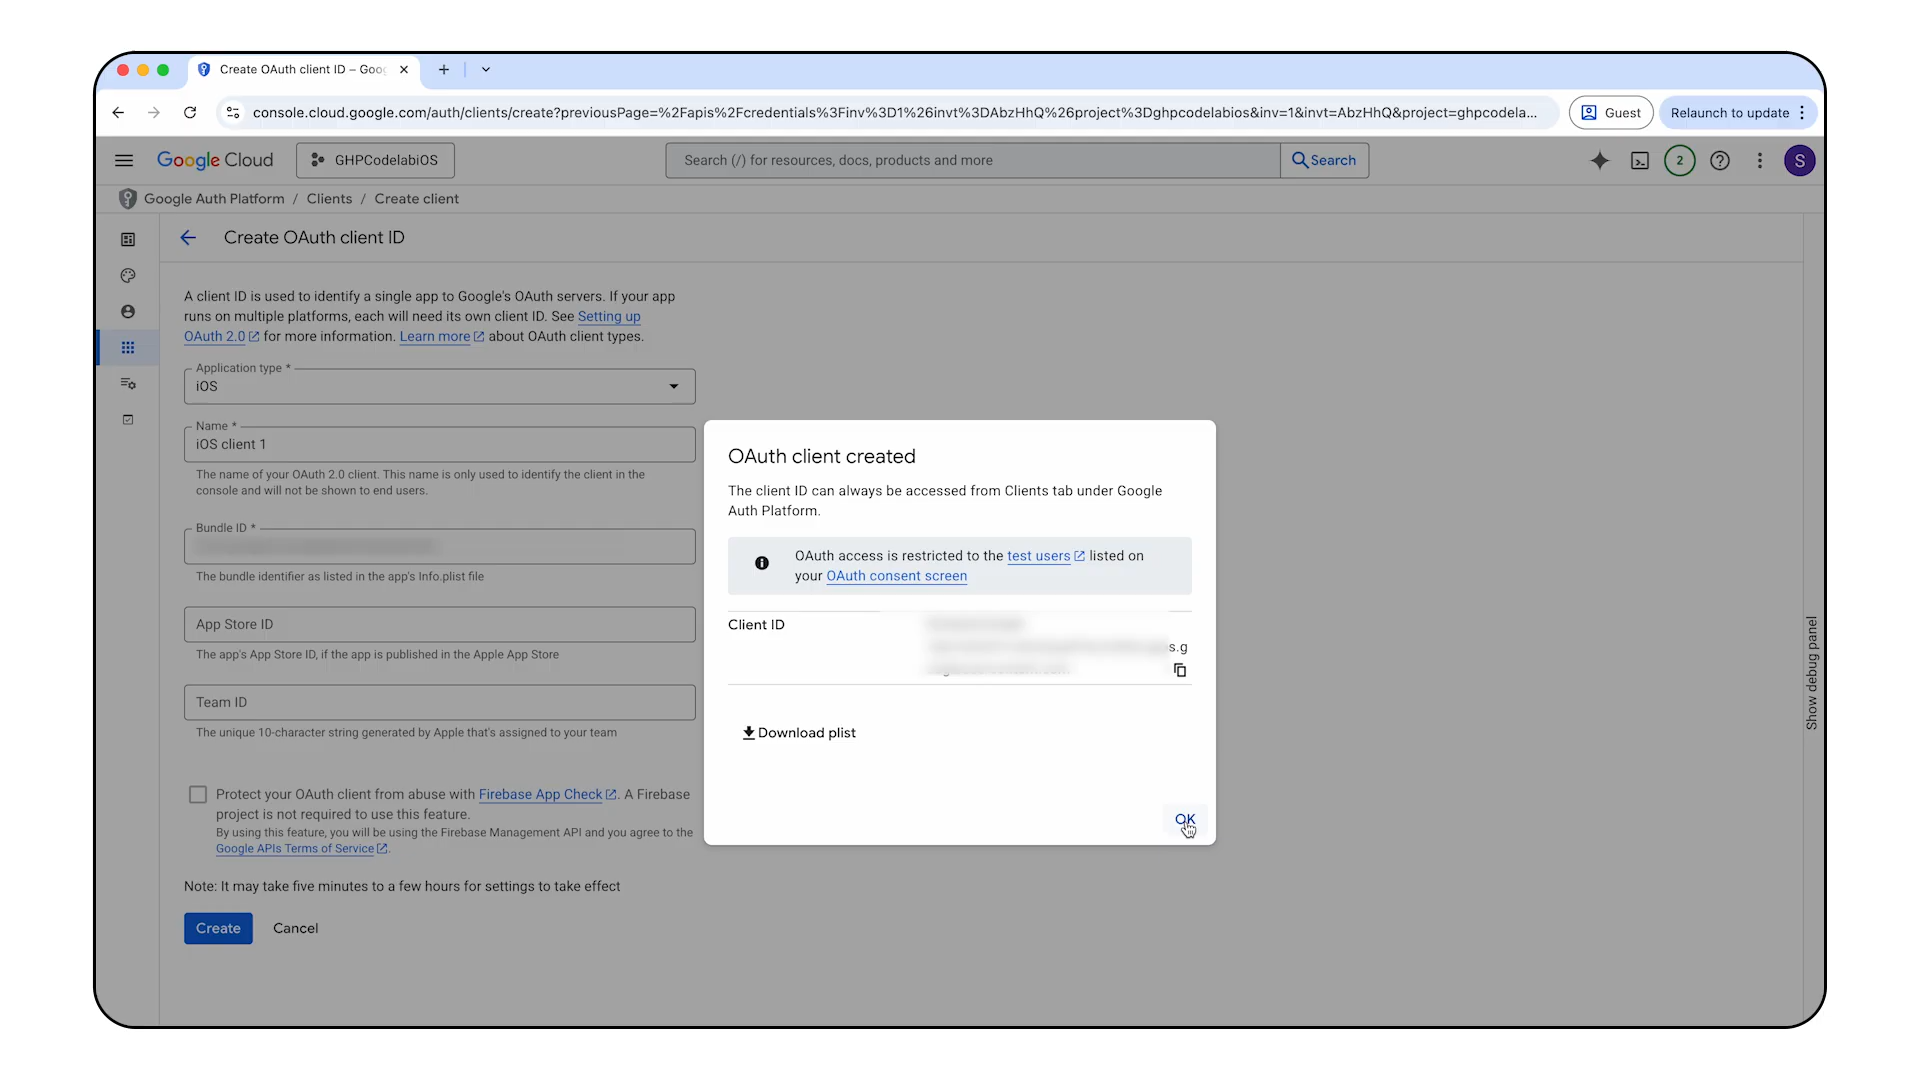 Create OAuth client ID – Goo
console.cloud.google.com/auth/clients/create?previousPage=%2Fapis%2Fcredentials%3Finv%3D1%26invt%3DAbzHhQ%26project%3Dghpcodelabios&inv=1&invt=AbzHhQ&project=ghpcodela...
Guest
Relaunch to update
Google Cloud
GHPCodelabiOS
Search (/) for resources, docs, products and more
Search
2
S
Google Auth Platform / Clients / Create client
Create OAuth client ID
A client ID is used to identify a single app to Google's OAuth servers. If your app
runs on multiple platforms, each will need its own client ID. See Setting up
OAuth 2.0 for more information. Learn more about OAuth client types.
Application type *
iOS
Name *
iOS client 1
The name of your OAuth 2.0 client. This name is only used to identify the client in the
console and will not be shown to end users.
Bundle ID *
The bundle identifier as listed in the app's Info.plist file
App Store ID
The app's App Store ID, if the app is published in the Apple App Store
Team ID
The unique 10-character string generated by Apple that's assigned to your team
Protect your OAuth client from abuse with Firebase App Check. A Firebase
project is not required to use this feature.
By using this feature, you will be using the Firebase Management API and you agree to the
Google APIs Terms of Service.
Note: It may take five minutes to a few hours for settings to take effect
Create
Cancel
OAuth client created
The client ID can always be accessed from Clients tab under Google
Auth Platform.
OAuth access is restricted to the test users listed on
your OAuth consent screen
Client ID
s.g
Download plist
OK
Show debug panel